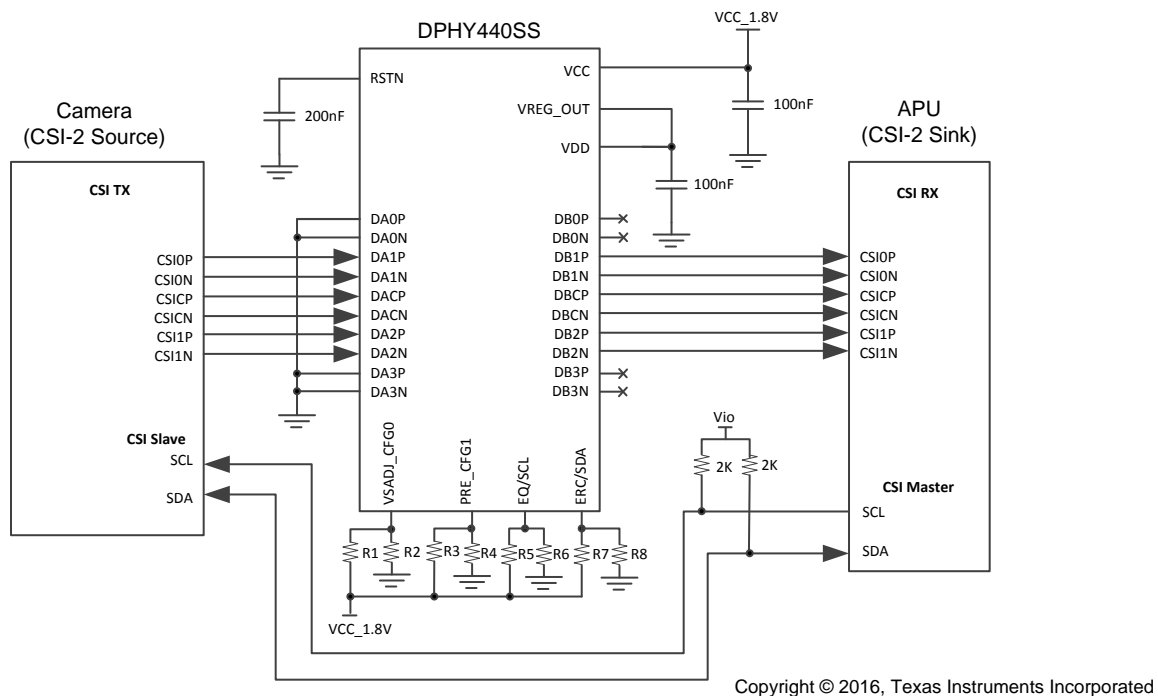 VCC_1.8V
DPHY440SS
RSTN
VCC
200nF
VREG_OUT
100nF
Camera
(CSI-2 Source)
APU
(CSI-2 Sink)
VDD
100nF
CSI TX
CSI RX
DA0P
DB0P
DA0N
DB0N
CSI0P
DA1P
DB1P
CSI0P
CSI0N
DA1N
DB1N
CSI0N
CSICP
DACP
DBCP
CSICP
CSICN
DACN
DBCN
CSICN
CSI1P
DA2P
DB2P
CSI1P
CSI1N
DA2N
DB2N
CSI1N
DA3P
DB3P
DA3N
DB3N
Vio
CSI Slave
SCL
SDA
VSADJ_CFG0
PRE_CFG1
EQ/SCL
ERC/SDA
2K
2K
CSI Master
SCL
SDA
R1
R2
R3
R4
R5
R6
R7
R8
VCC_1.8V
Copyright © 2016, Texas Instruments Incorporated